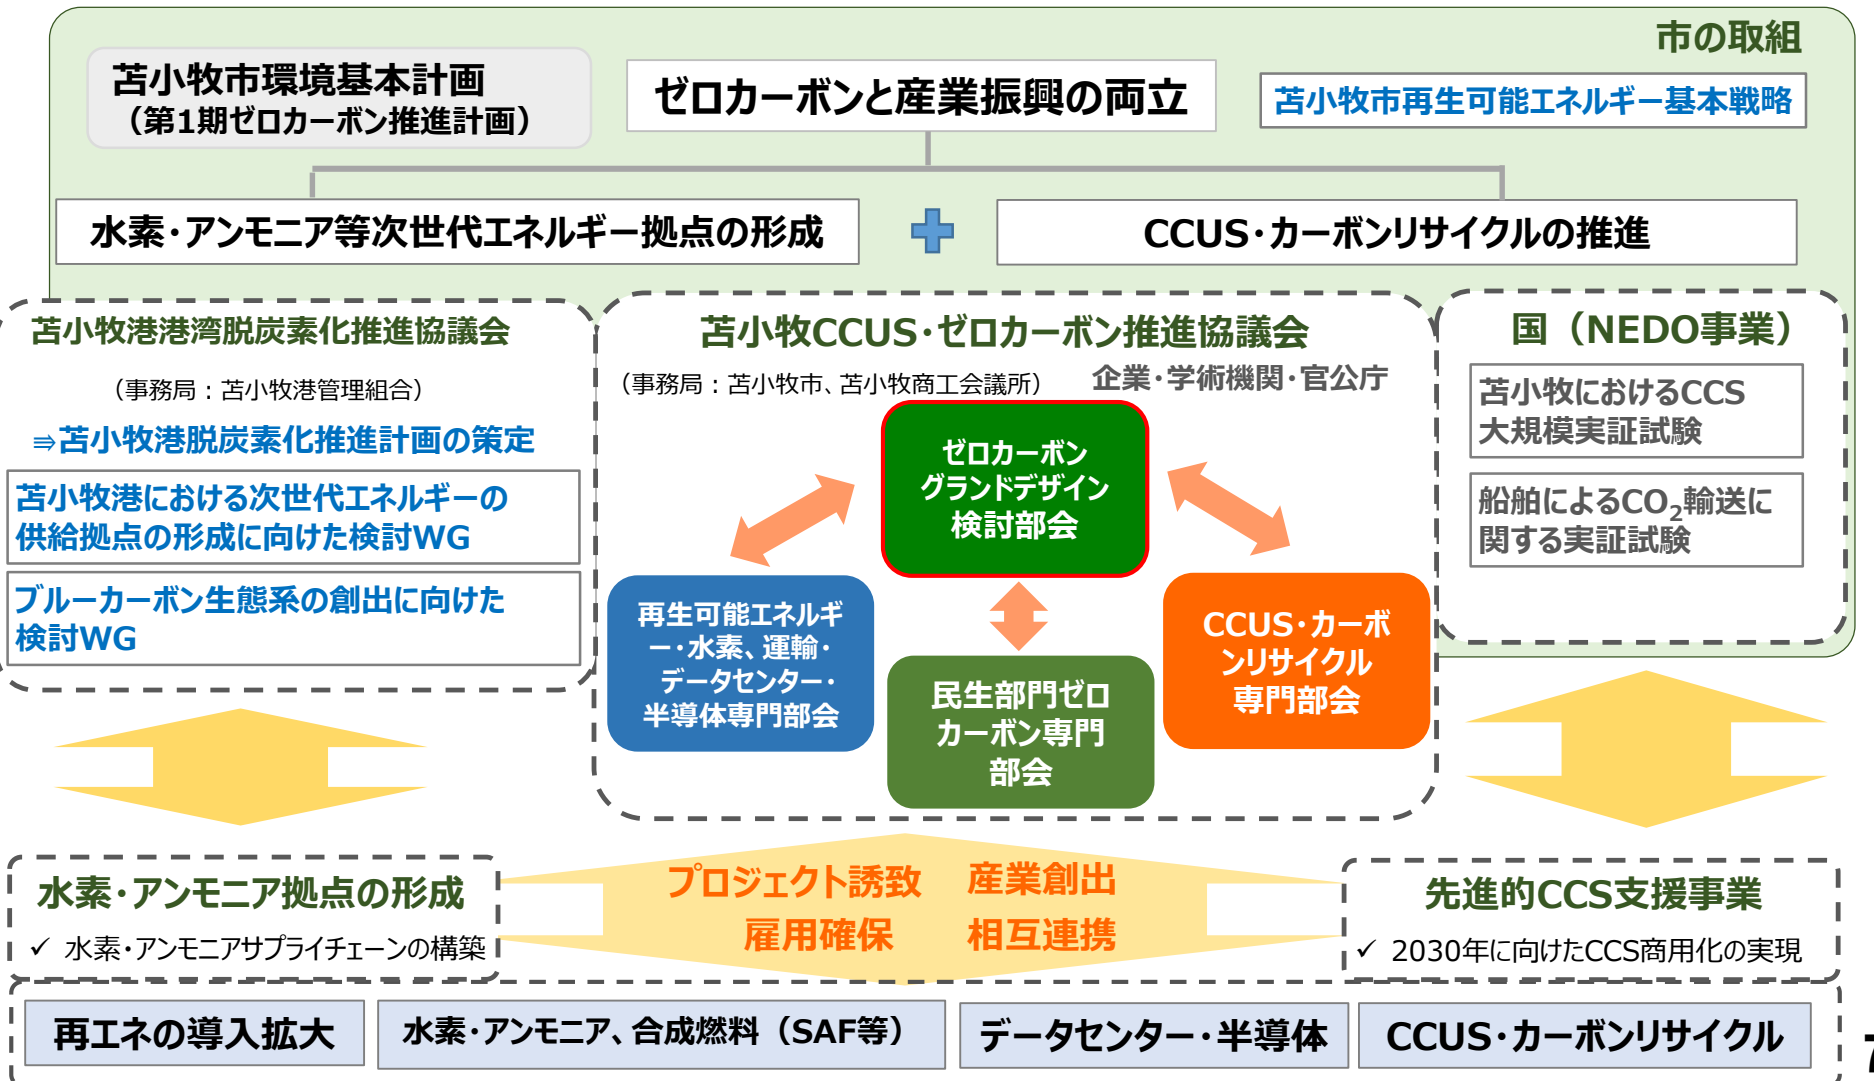 市の取組
苫小牧市環境基本計画
（第1期ゼロカーボン推進計画）
ゼロカーボンと産業振興の両立
苫小牧市再生可能エネルギー基本戦略
水素・アンモニア等次世代エネルギー拠点の形成
CCUS・カーボンリサイクルの推進
苫小牧港港湾脱炭素化推進協議会
（事務局：苫小牧港管理組合）
⇛苫小牧港脱炭素化推進計画の策定
苫小牧港における次世代エネルギーの
供給拠点の形成に向けた検討WG
ブルーカーボン生態系の創出に向けた
検討WG
苫小牧CCUS・ゼロカーボン推進協議会
（事務局：苫小牧市、苫小牧商工会議所）
企業・学術機関・官公庁
ゼロカーボン
グランドデザイン
検討部会
再生可能エネルギ
ー・水素、運輸・
データセンター・
半導体専門部会
民生部門ゼロ
カーボン専門
部会
CCUS・カーボ
ンリサイクル
専門部会
国（NEDO事業）
苫小牧におけるCCS
大規模実証試験
船舶によるCO₂輸送に
関する実証試験
水素・アンモニア拠点の形成
✓ 水素・アンモニアサプライチェーンの構築
プロジェクト誘致 産業創出
雇用確保 相互連携
先進的CCS支援事業
✓ 2030年に向けたCCS商用化の実現
再エネの導入拡大
水素・アンモニア、合成燃料（SAF等）
データセンター・半導体
CCUS・カーボンリサイクル